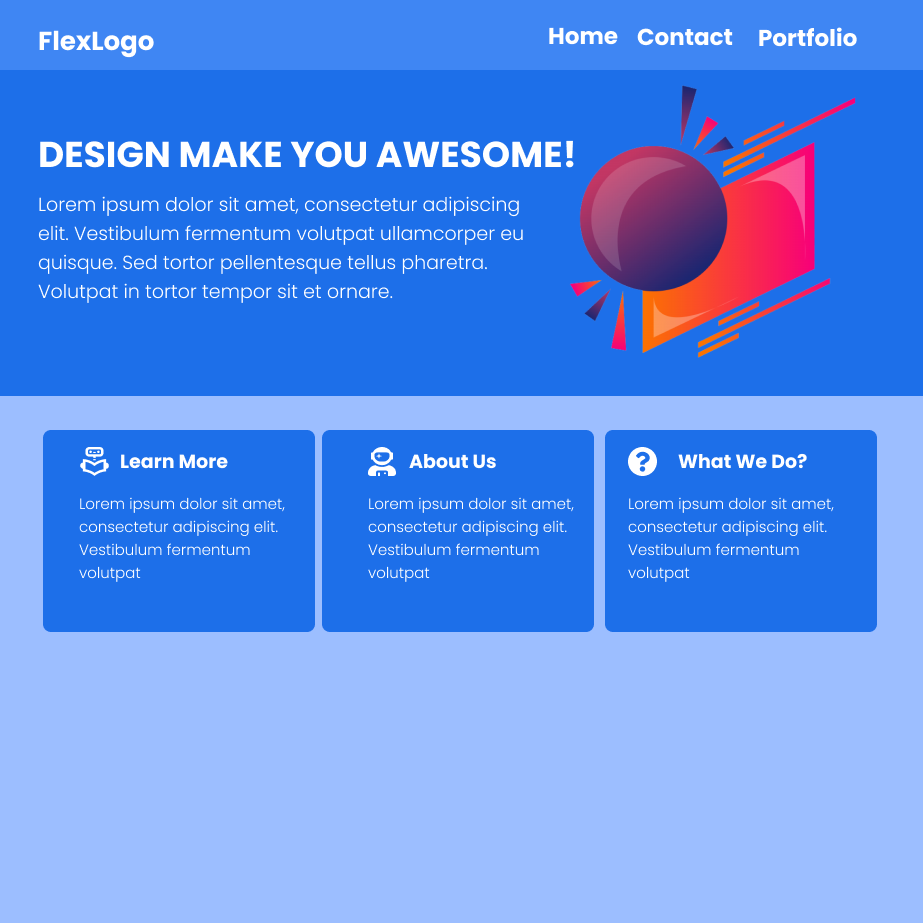 FlexLogo
Home Contact Portfolio
DESIGN MAKE YOU AWESOME!
Lorem ipsum dolor sit amet, consectetur adipiscing
elit. Vestibulum fermentum volutpat ullamcorper eu
quisque. Sed tortor pellentesque tellus pharetra.
Volutpat in tortor tempor sit et ornare.
Learn More
Lorem ipsum dolor sit amet,
consectetur adipiscing elit.
Vestibulum fermentum
volutpat
About Us
Lorem ipsum dolor sit amet,
consectetur adipiscing elit.
Vestibulum fermentum
volutpat
What We Do?
Lorem ipsum dolor sit amet,
consectetur adipiscing elit.
Vestibulum fermentum
volutpat